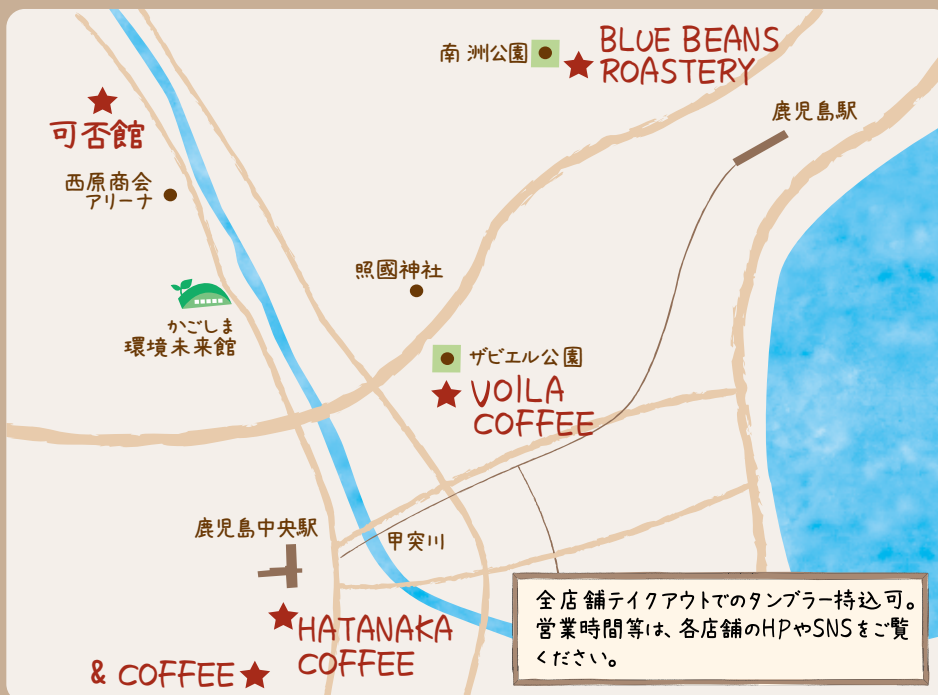 南洲公園
BLUE BEANS
ROASTERY
鹿児島駅
可否館
西原商会
アリーナ
照國神社
かごしま
環境未来館
ザビエル公園
VOILA
COFFEE
鹿児島中央駅
甲突川
HATANAKA
COFFEE
& COFFEE
全店舗テイクアウトでのタンブラー持込可。
営業時間等は、各店舗のHPやSNSをご覧
ください。